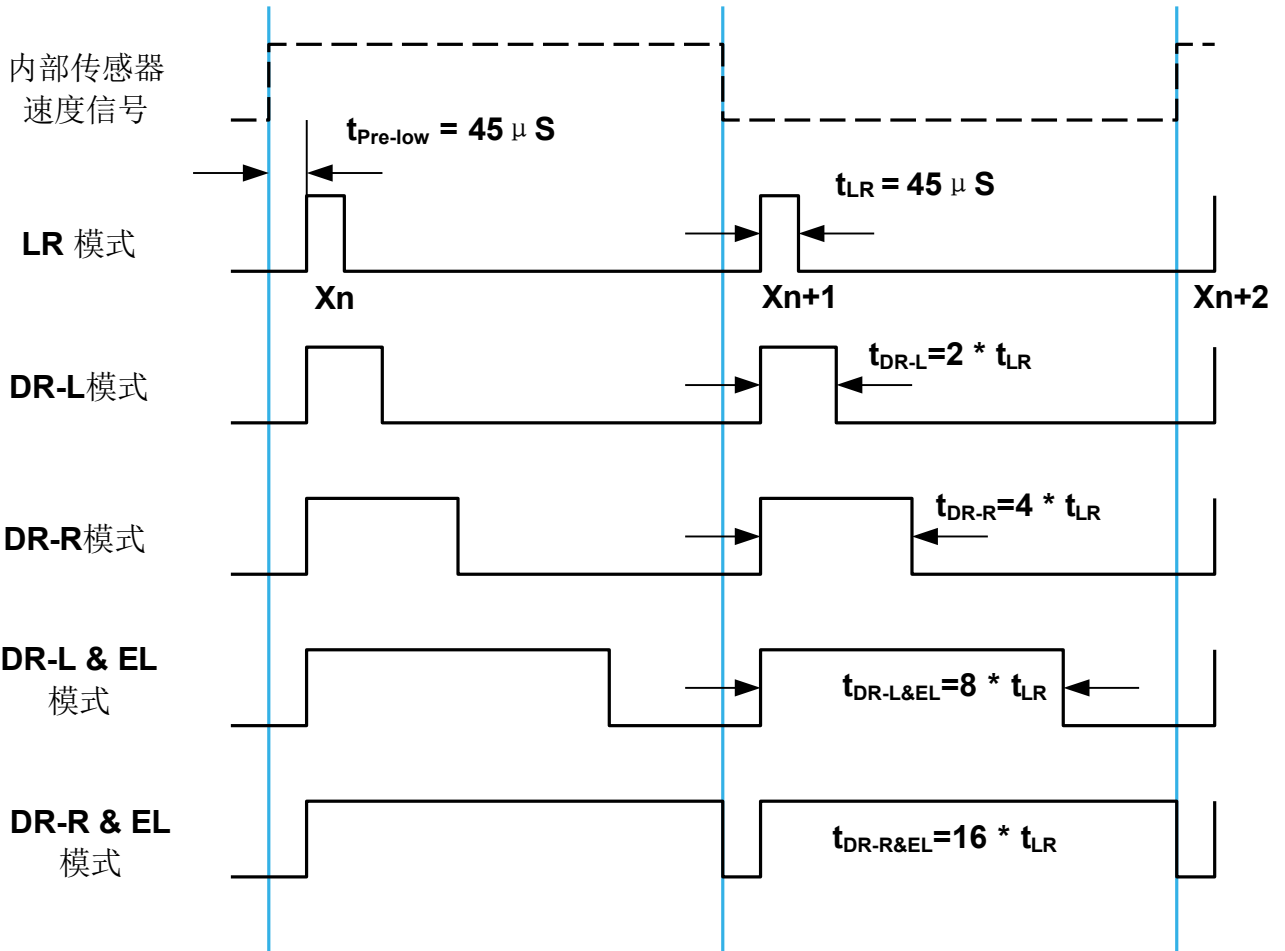 内部传感器
速度信号
tPre-low = 45 μS
tLR = 45 μS
LR 模式
Xn
Xn+1
Xn+2
DR-L模式
tDR-L=2 * tLR
DR-R模式
tDR-R=4 * tLR
DR-L & EL
模式
tDR-L&EL=8 * tLR
DR-R & EL
模式
tDR-R&EL=16 * tLR